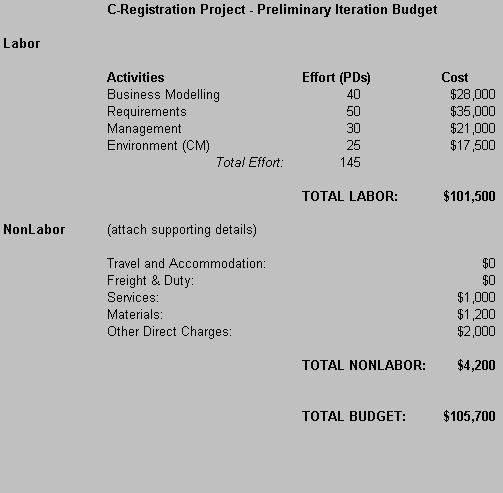 C-Registration Project - Preliminary Iteration Budget
Labor
Activities Effort (PDs) Cost
Business Modelling 40 $28,000
Requirements 50 $35,000
Management 30 $21,000
Environment (CM) 25 $17,500
Total Effort: 145
TOTAL LABOR: $101,500
NonLabor (attach supporting details)
Travel and Accommodation: $0
Freight & Duty: $0
Services: $1,000
Materials: $1,200
Other Direct Charges: $2,000
TOTAL NONLABOR: $4,200
TOTAL BUDGET: $105,700